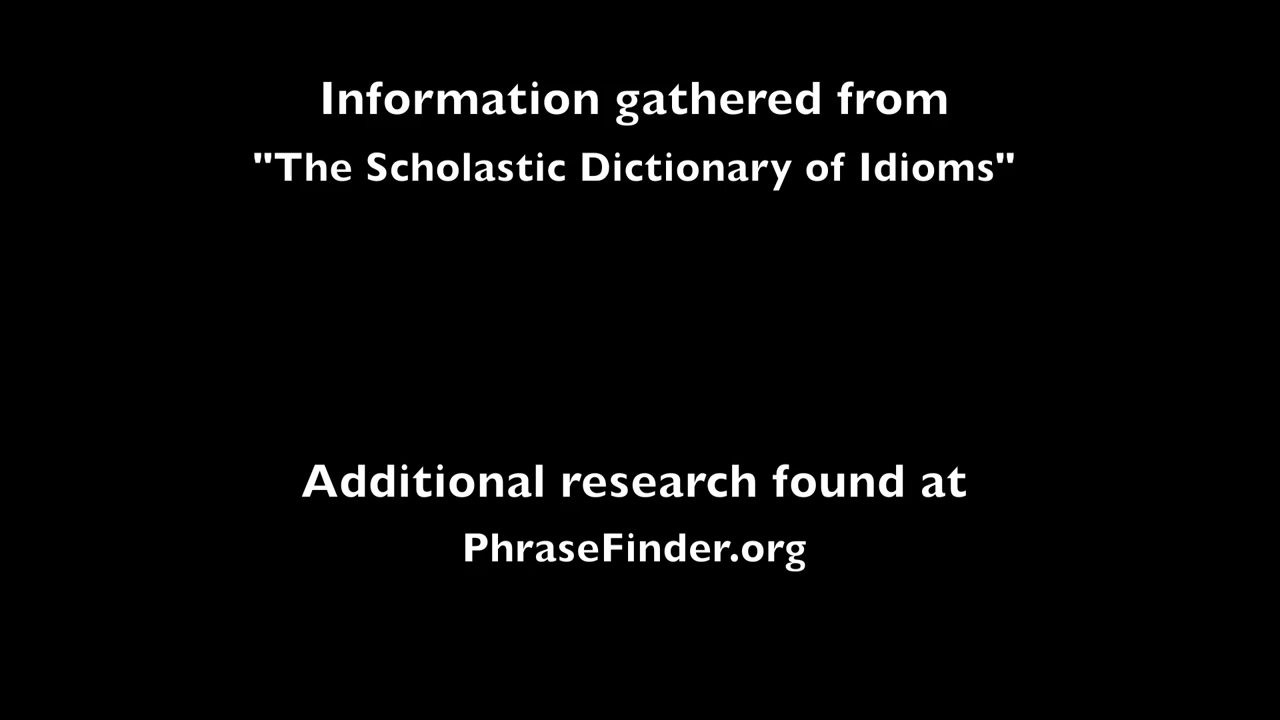 Information gathered from
"The Scholastic Dictionary of Idioms"
Additional research found at
PhraseFinder.org